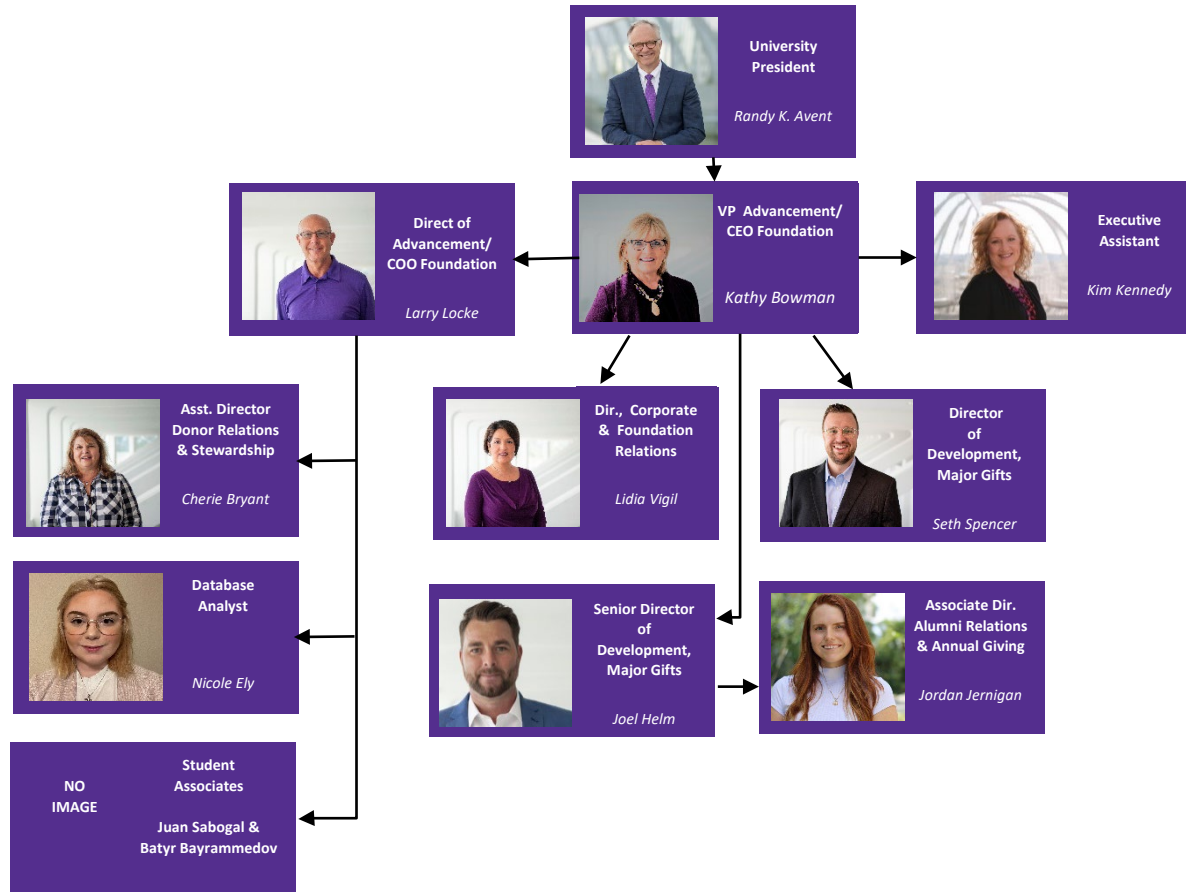 University
President
Randy K. Avent
Direct of
Advancement/
COO Foundation
Larry Locke
VP  Advancement/
CEO Foundation
Kathy Bowman
Executive
Assistant
Kim Kennedy
Asst. Director
Donor Relations
& Stewardship
Cherie Bryant
Dir.,  Corporate
&  Foundation
Relations
Lidia Vigil
Director
of
Development,
Major Gifts
Seth Spencer
Database
Analyst
Nicole Ely
Senior Director
of
Development,
Major Gifts
Joel Helm
Associate Dir.
Alumni Relations
& Annual Giving
Jordan Jernigan
NO
IMAGE
Student
Associates
Juan Sabogal &
Batyr Bayrammedov